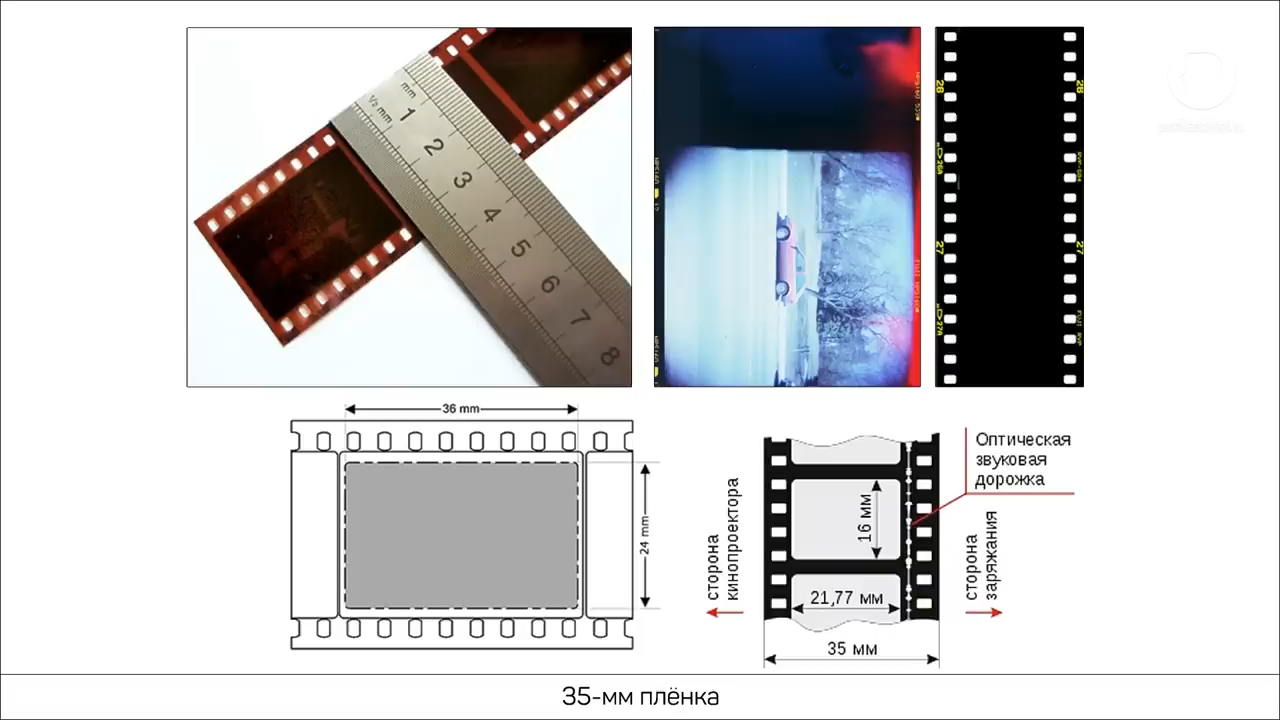 mm
½ mm
1
2
3
4
5
6
7
8
28
28
27
27
36 mm
24 mm
Оптическая
звуковая
дорожка
16 мм
21,77 мм
35 мм
сторона
кинопроектора
сторона
заряжания
35-мм плёнка